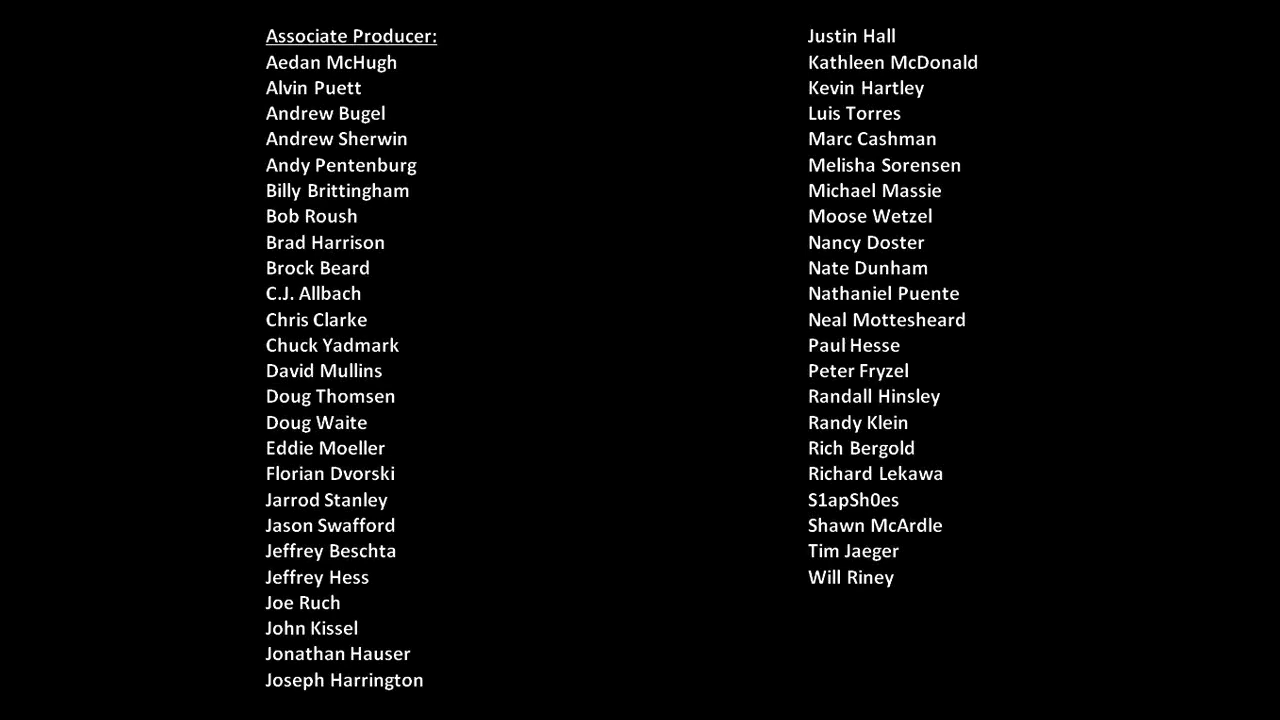 Associate Producer:
Aedan McHugh
Alvin Puett
Andrew Bugel
Andrew Sherwin
Andy Pentenburg
Billy Brittingham
Bob Roush
Brad Harrison
Brock Beard
C.J. Allbach
Chris Clarke
Chuck Yadmark
David Mullins
Doug Thomsen
Doug Waite
Eddie Moeller
Florian Dvorski
Jarrod Stanley
Jason Swafford
Jeffrey Beschta
Jeffrey Hess
Joe Ruch
John Kissel
Jonathan Hauser
Joseph Harrington
Justin Hall
Kathleen McDonald
Kevin Hartley
Luis Torres
Marc Cashman
Melisha Sorensen
Michael Massie
Moose Wetzel
Nancy Doster
Nate Dunham
Nathaniel Puente
Neal Mottesheard
Paul Hesse
Peter Fryzel
Randall Hinsley
Randy Klein
Rich Bergold
Richard Lekawa
S1apSh0es
Shawn McArdle
Tim Jaeger
Will Riney